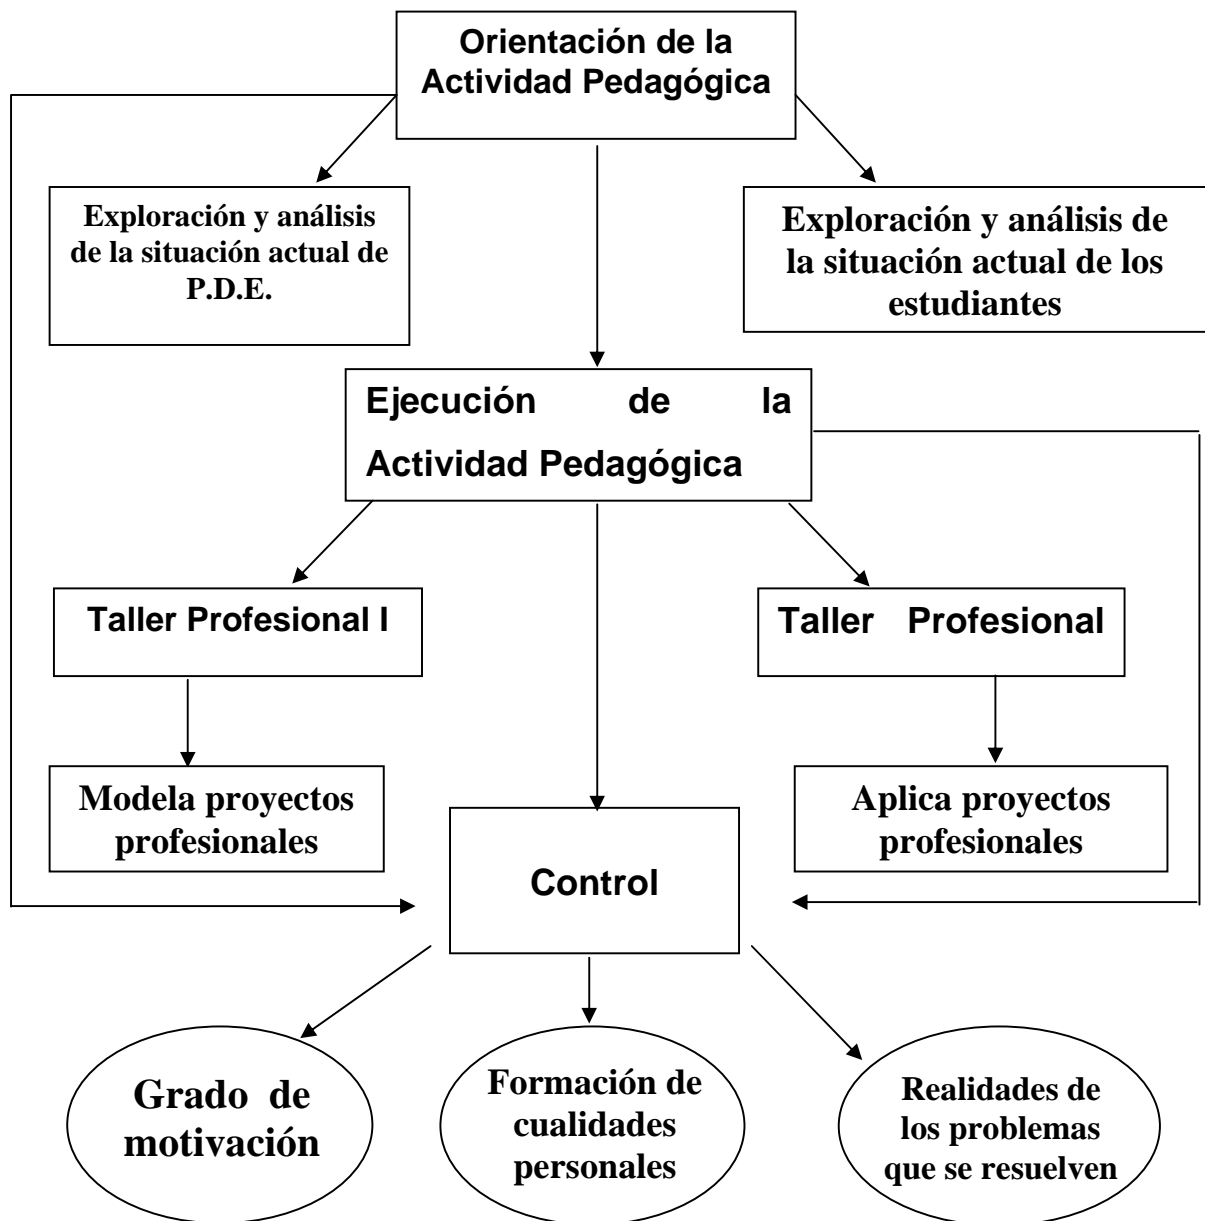 Orientación de la
Actividad Pedagógica
Exploración y análisis
de la situación actual de
P.D.E.
Exploración y análisis de
la situación actual de los
estudiantes
Ejecución de la
Actividad Pedagógica
Taller Profesional I
Taller Profesional
Modela proyectos
profesionales
Aplica proyectos
profesionales
Control
Grado de
motivación
Formación de
cualidades
personales
Realidades de
los problemas
que se resuelven